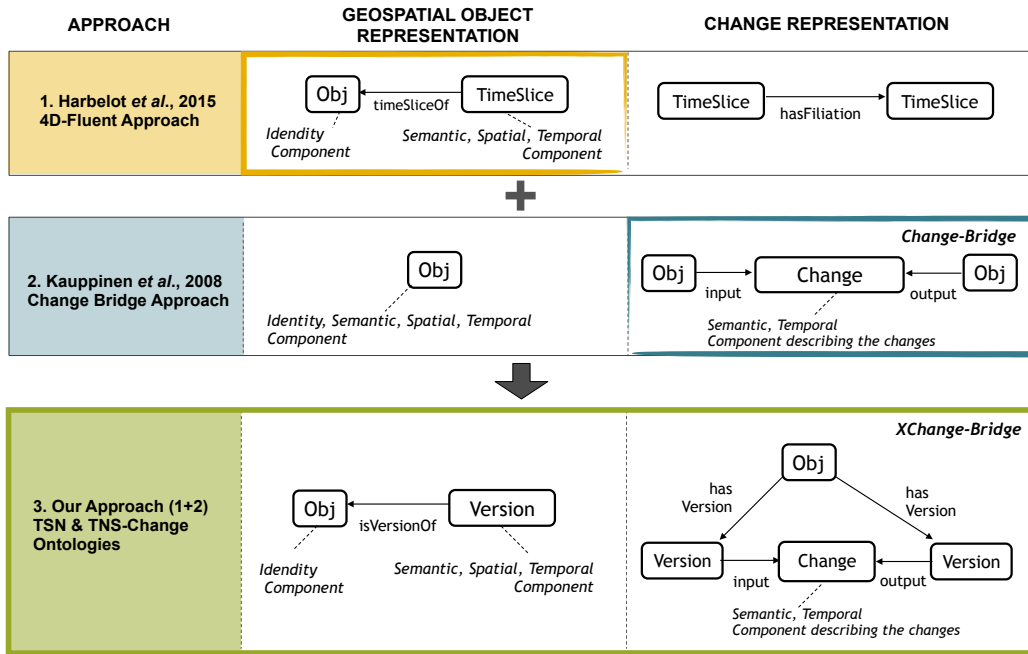 APPROACH
GEOSPATIAL OBJECT
REPRESENTATION
CHANGE REPRESENTATION
1. Harbelot et al., 2015
4D-Fluent Approach
Obj
timeSliceOf
TimeSlice
Idendity
Component
Semantic, Spatial, Temporal
Component
TimeSlice
hasFiliation
TimeSlice
2. Kauppinen et al., 2008
Change Bridge Approach
Obj
Identity, Semantic, Spatial, Temporal
Component
Change-Bridge
Obj
input
Change
output
Obj
Semantic, Temporal
Component describing the changes
3. Our Approach (1+2)
TSN & TNS-Change
Ontologies
Obj
isVersionOf
Version
Idendity
Component
Semantic, Spatial, Temporal
Component
XChange-Bridge
Obj
has
Version
has
Version
Version
input
Change
output
Version
Semantic, Temporal
Component describing the changes